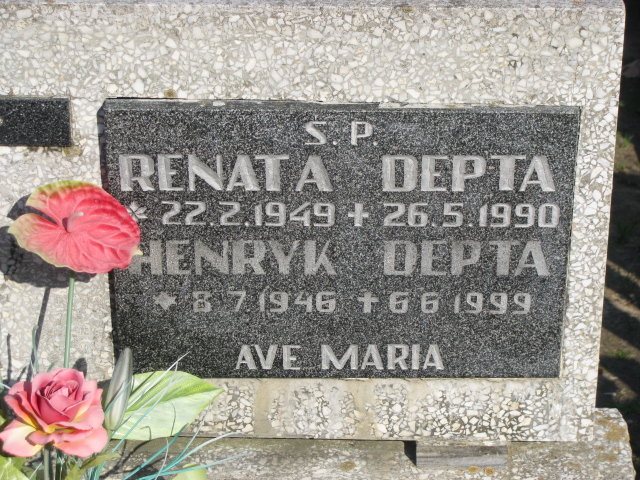 S. P.
RENATA DEPTA
* 22.2.1949 + 26.5.1990
HENRYK DEPTA
* 8 7 1946 + 6 6 1999
AVE MARIA